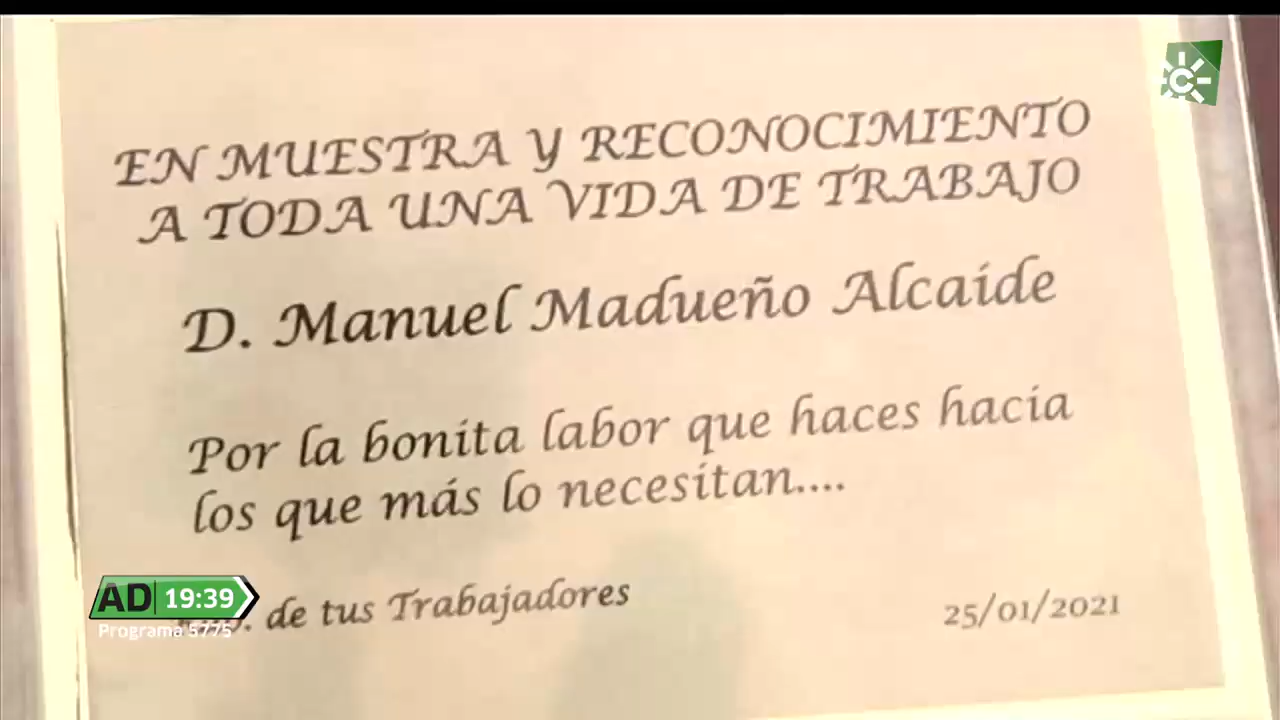 EN MUESTRA Y RECONOCIMIENTO
A TODA UNA VIDA DE TRABAJO
D. Manuel Madueño Alcaide
Por la bonita labor que haces hacia
los que más lo necesitan....
de tus Trabajadores
25/01/2021
AD 19:39
Programa 5775
C